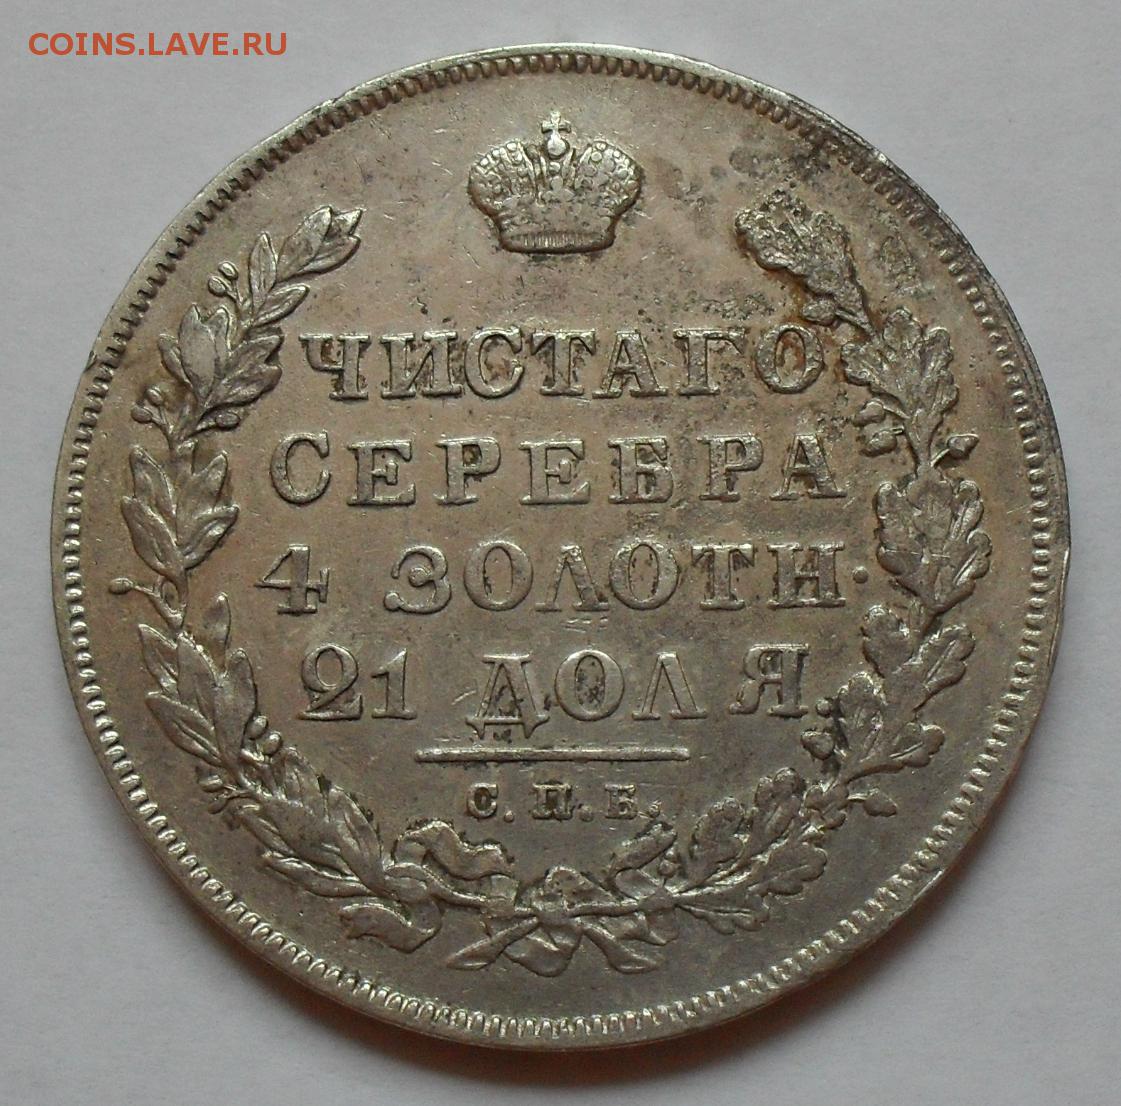 COINS.LAVE.RU
ЧИСТАГО
СЕРЕБРА
4 ЗОЛОТН.
21 ДОЛЯ.
С.П.Б.